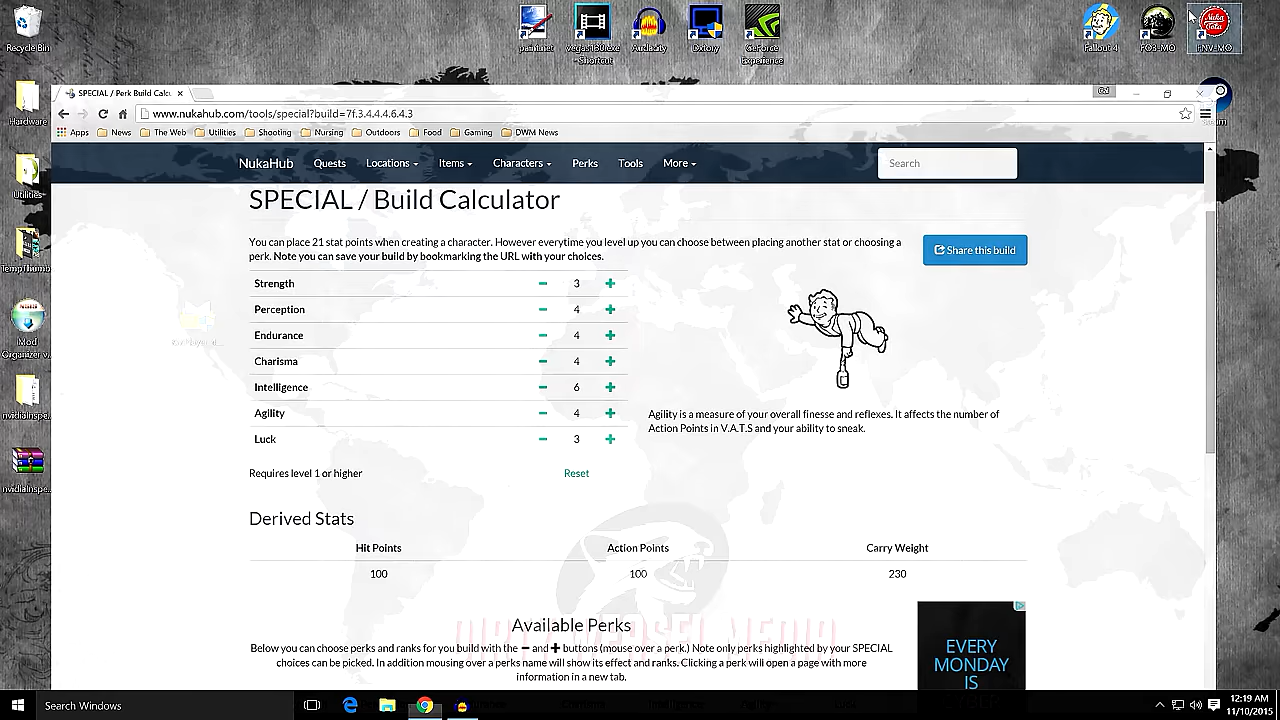 Recycle Bin
paint.net
vegas130.exe - Shortcut
Audacity
Dxtory
GeForce Experience
Fallout 4
FO3-MO
FNV-MO
Hardware
Utilities
Mod Organizer v...
nvidiaInspe...
nvidiaInspe...
SPECIAL / Perk Build Calcu
www.nukahub.com/tools/special?build=7f.3.4.4.4.6.4.3
Apps News The Web Utilities Shooting Nursing Outdoors Food Gaming DWM News
NukaHub Quests Locations Items Characters Perks Tools More Search
SPECIAL / Build Calculator
You can place 21 stat points when creating a character. However everytime you level up you can choose between placing another stat or choosing a
perk. Note you can save your build by bookmarking the URL with your choices.
Share this build
Strength 3
Perception 4
Endurance 4
Charisma 4
Intelligence 6
Agility 4
Luck 3
Agility is a measure of your overall finesse and reflexes. It affects the number of
Action Points in V.A.T.S and your ability to sneak.
Requires level 1 or higher Reset
Derived Stats
Hit Points Action Points Carry Weight
100 100 230
Available Perks
Below you can choose perks and ranks for you build with the - and + buttons (mouse over a perk.) Note only perks highlighted by your SPECIAL
choices can be picked. In addition mousing over a perks name will show its effect and ranks. Clicking a perk will open a page with more
information in a new tab.
EVERY
MONDAY
IS
Search Windows
12:19 AM
11/10/2015